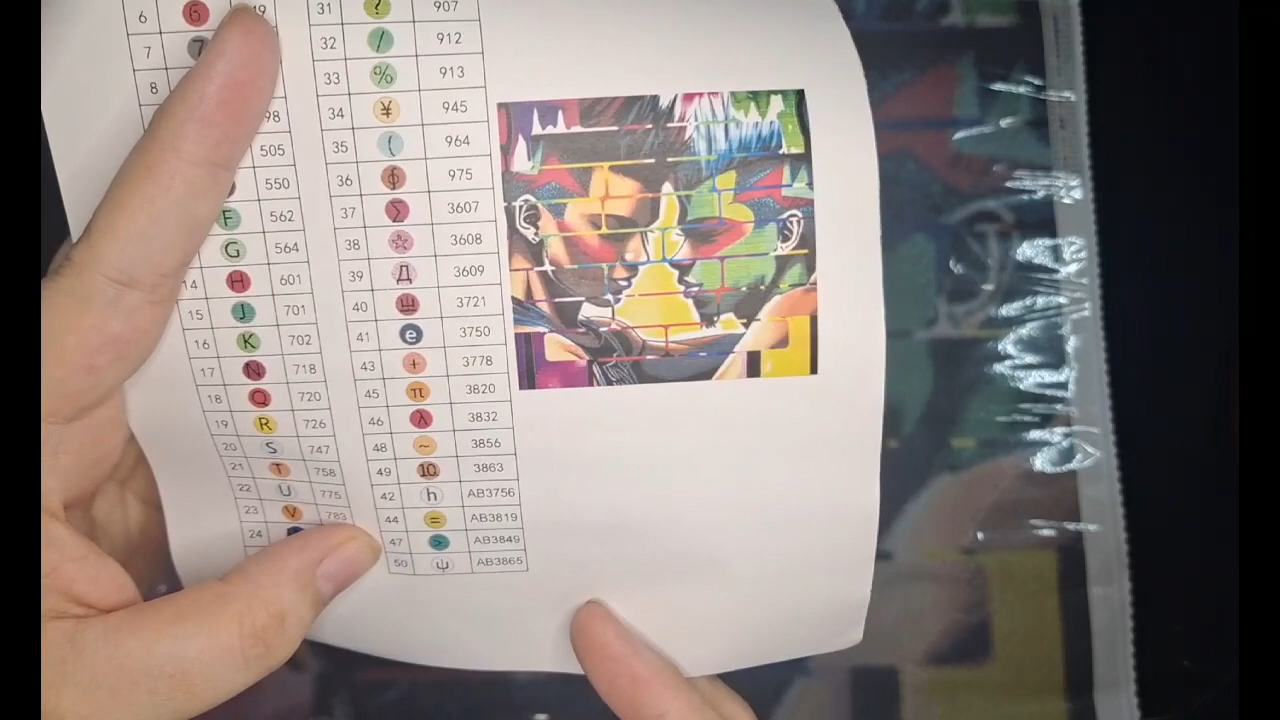 6 6 49
7 7
8
98
505
550
F 562
G 564
14 H 601
15 J 701
16 K 702
17 N 718
18 Q 720
19 R 726
20 S 747
21 T 758
22 U 775
23 V 783
24
31 ? 907
32 / 912
33 % 913
34 ¥ 945
35 ( 964
36 ∮ 975
37 ∑ 3607
38 ☆ 3608
39 Д 3609
40 Ш 3721
41 e 3750
43 + 3778
45 π 3820
46 λ 3832
48 ~ 3856
49 10 3863
42 h AB3756
44 = AB3819
47 > AB3849
50 ψ AB3865